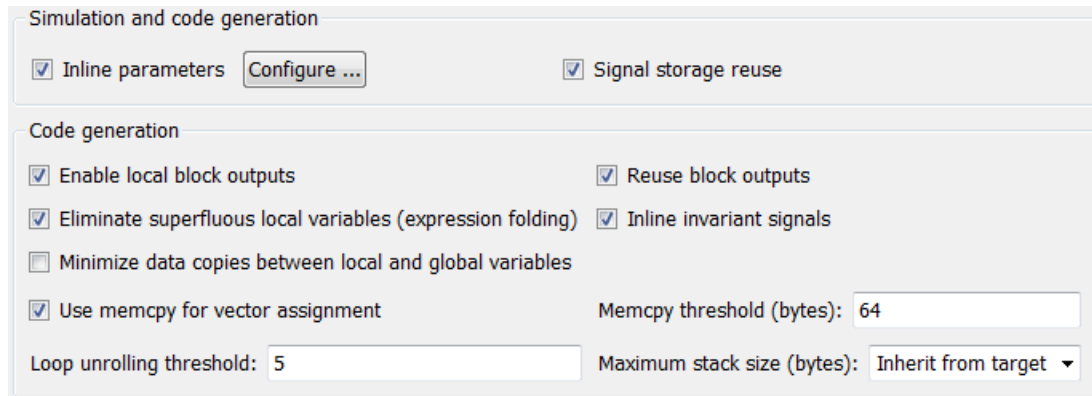 Simulation and code generation
Inline parameters Configure ... Signal storage reuse
Code generation
Enable local block outputs Reuse block outputs
Eliminate superfluous local variables (expression folding) Inline invariant signals
Minimize data copies between local and global variables
Use memcpy for vector assignment Memcpy threshold (bytes): 64
Loop unrolling threshold: 5 Maximum stack size (bytes): Inherit from target